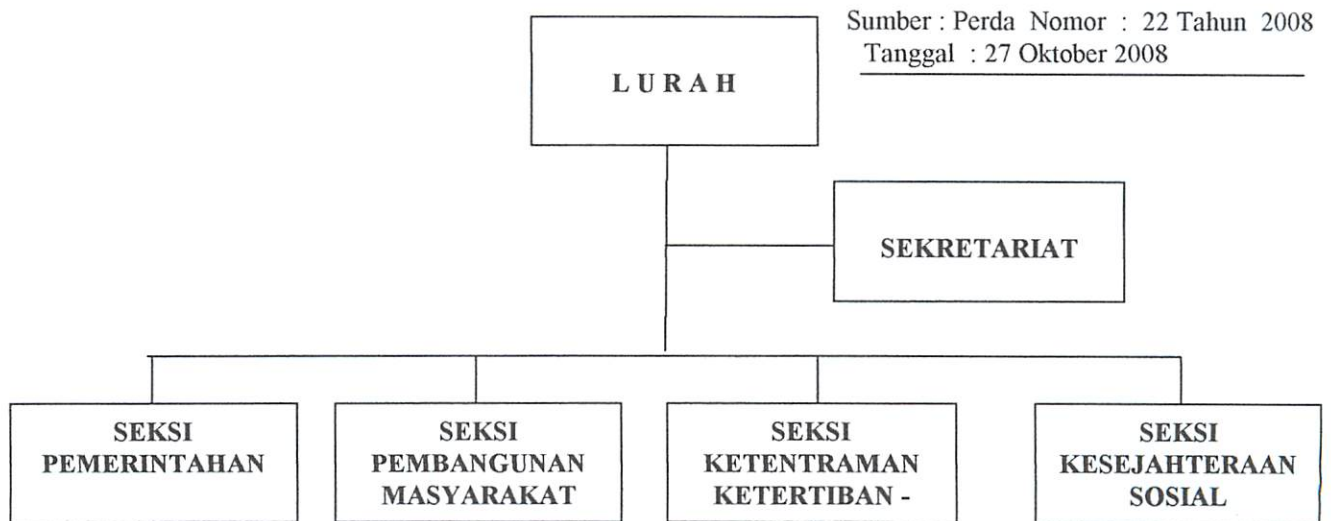 Sumber : Perda Nomor : 22 Tahun 2008
Tanggal : 27 Oktober 2008
L U R A H
SEKRETARIAT
SEKSI
PEMERINTAHAN
SEKSI
PEMBANGUNAN
MASYARAKAT
SEKSI
KETENTRAMAN
KETERTIBAN -
SEKSI
KESEJAHTERAAN
SOSIAL